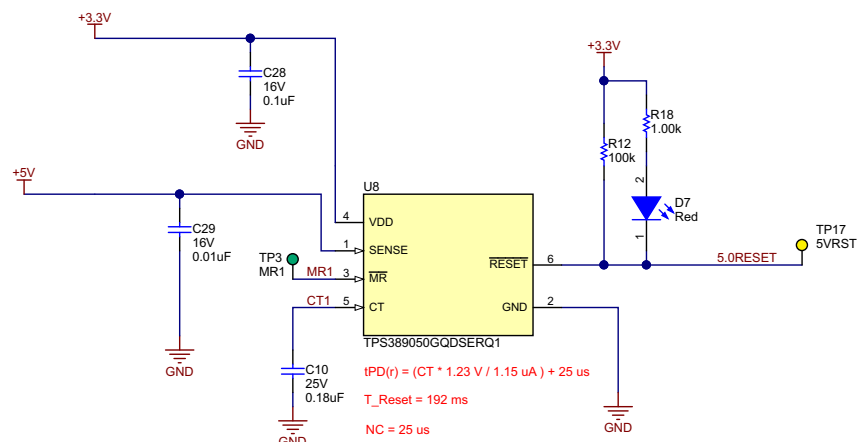 +3.3V
C28
16V
0.1uF
GND
+3.3V
R18
1.00k
R12
100k
+5V
U8
2
D7
Red
1
4 VDD
C29
16V
0.01uF
1 SENSE
TP17
5VRST
TP3
MR1
MR1 3 MR
RESET 6
5.0RESET
CT1 5 CT
GND 2
TPS389050GQDSERQ1
GND
C10
25V
0.18uF
tPD(r) = (CT * 1.23 V / 1.15 uA ) + 25 us
T_Reset = 192 ms
NC = 25 us
GND
GND